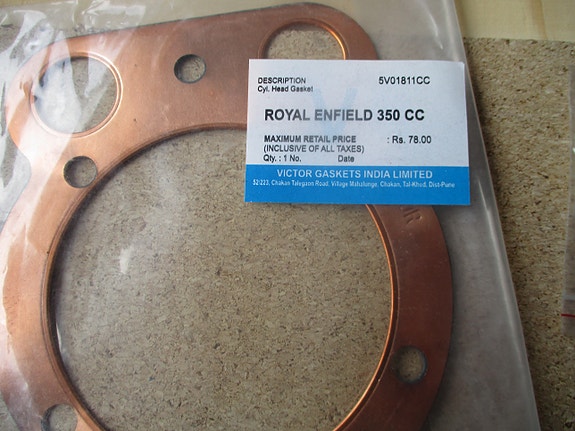 DESCRIPTION 5V01811CC
Cyl. Head Gasket
ROYAL ENFIELD 350 CC
MAXIMUM RETAIL PRICE : Rs. 78.00
(INCLUSIVE OF ALL TAXES)
Qty. : 1 No. Date
VICTOR GASKETS INDIA LIMITED
52/223, Chakan Talegaon Road, Village Mahalunge, Chakan, Tal-Khed, Dist-Pune